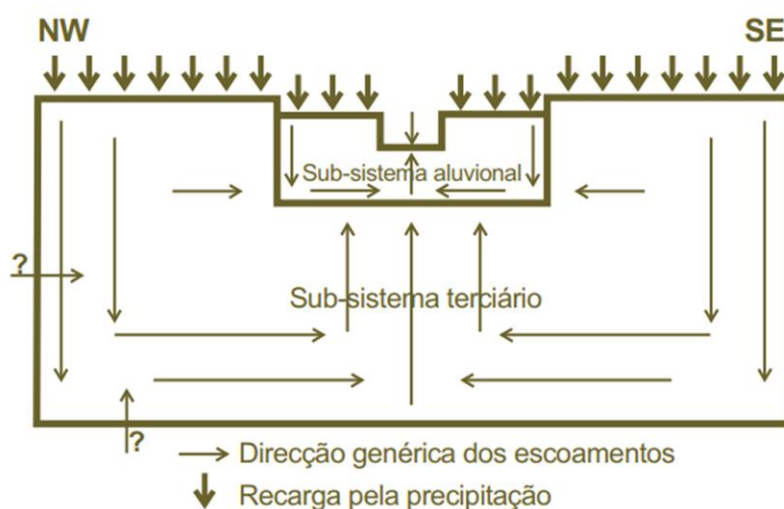 NW
SE
Sub-sistema aluvional
?
Sub-sistema terciário
?
Direcção genérica dos escoamentos
Recarga pela precipitação